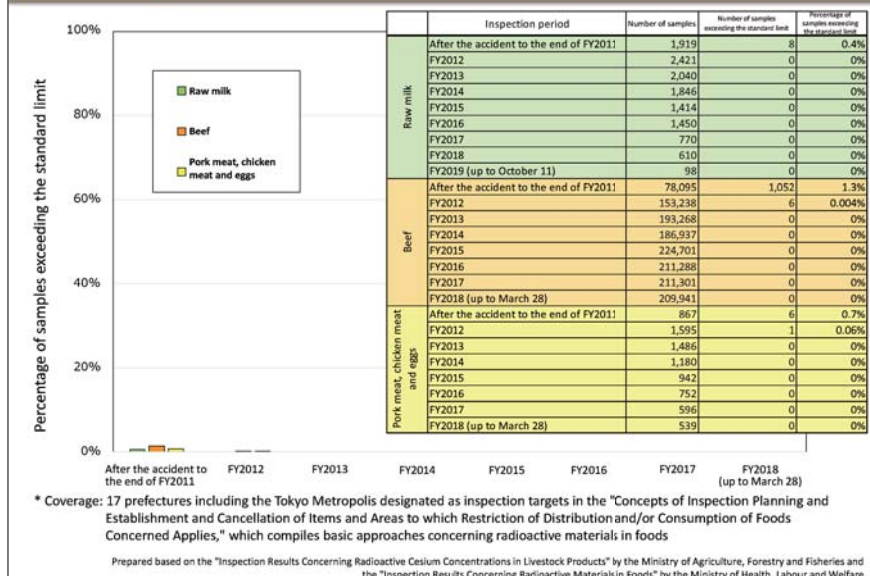 100%
80%
60%
40%
20%
0%
Percentage of samples exceeding the standard limit
Raw milk
Beef
Pork meat, chicken
meat and eggs
Inspection period Number of samples Number of samples exceeding the standard limit Percentage of samples exceeding the standard limit
Raw milk
After the accident to the end of FY2011 1,919 8 0.4%
FY2012 2,421 0 0%
FY2013 2,040 0 0%
FY2014 1,846 0 0%
FY2015 1,414 0 0%
FY2016 1,450 0 0%
FY2017 770 0 0%
FY2018 610 0 0%
FY2019 (up to October 11) 98 0 0%
Beef
After the accident to the end of FY2011 78,095 1,052 1.3%
FY2012 153,238 6 0.004%
FY2013 193,268 0 0%
FY2014 186,937 0 0%
FY2015 224,701 0 0%
FY2016 211,288 0 0%
FY2017 211,301 0 0%
FY2018 (up to March 28) 209,941 0 0%
Pork meat, chicken meat
and eggs
After the accident to the end of FY2011 867 6 0.7%
FY2012 1,595 1 0.06%
FY2013 1,486 0 0%
FY2014 1,180 0 0%
FY2015 942 0 0%
FY2016 752 0 0%
FY2017 596 0 0%
FY2018 (up to March 28) 539 0 0%
After the accident to
the end of FY2011
FY2012
FY2013
FY2014
FY2015
FY2016
FY2017
FY2018
(up to March 28)
* Coverage: 17 prefectures including the Tokyo Metropolis designated as inspection targets in the "Concepts of Inspection Planning and
Establishment and Cancellation of Items and Areas to which Restriction of Distribution and/or Consumption of Foods
Concerned Applies," which compiles basic approaches concerning radioactive materials in foods
Prepared based on the "Inspection Results Concerning Radioactive Cesium Concentrations in Livestock Products" by the Ministry of Agriculture, Forestry and Fisheries and
the "Inspection Results Concerning Radioactive Materials in Foods" by the Ministry of Health, Labour and Welfare